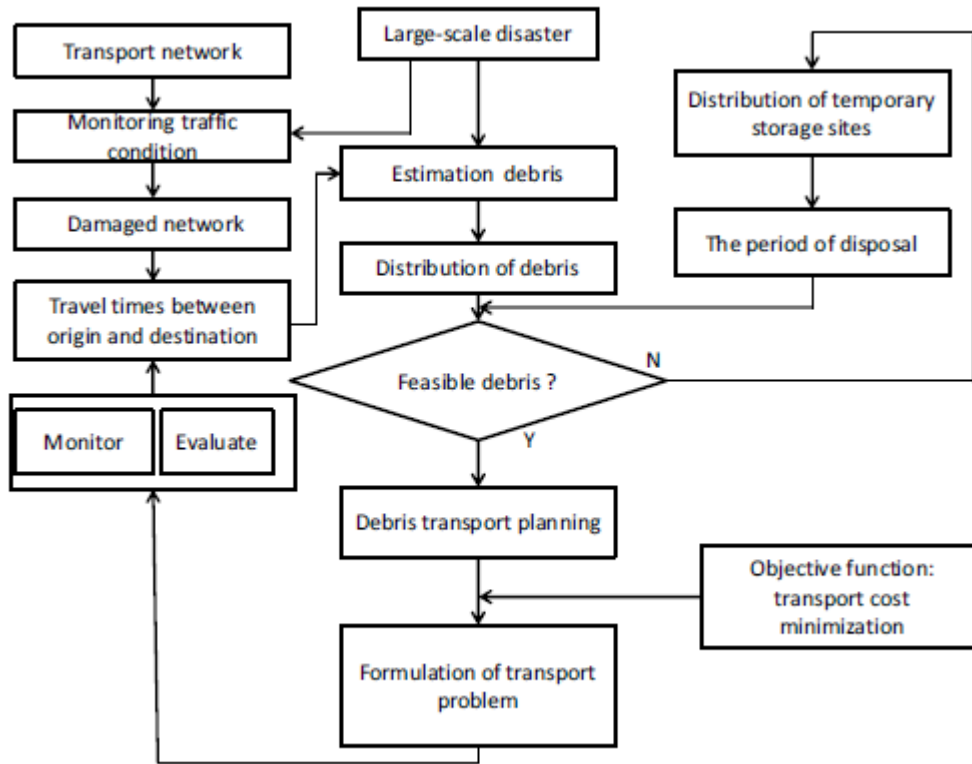 Large-scale disaster
Transport network
Monitoring traffic
condition
Distribution of temporary
storage sites
Estimation debris
Damaged network
The period of disposal
Distribution of debris
Travel times between
origin and destination
N
Feasible debris ?
Monitor
Evaluate
Y
Debris transport planning
Objective function:
transport cost
minimization
Formulation of transport
problem